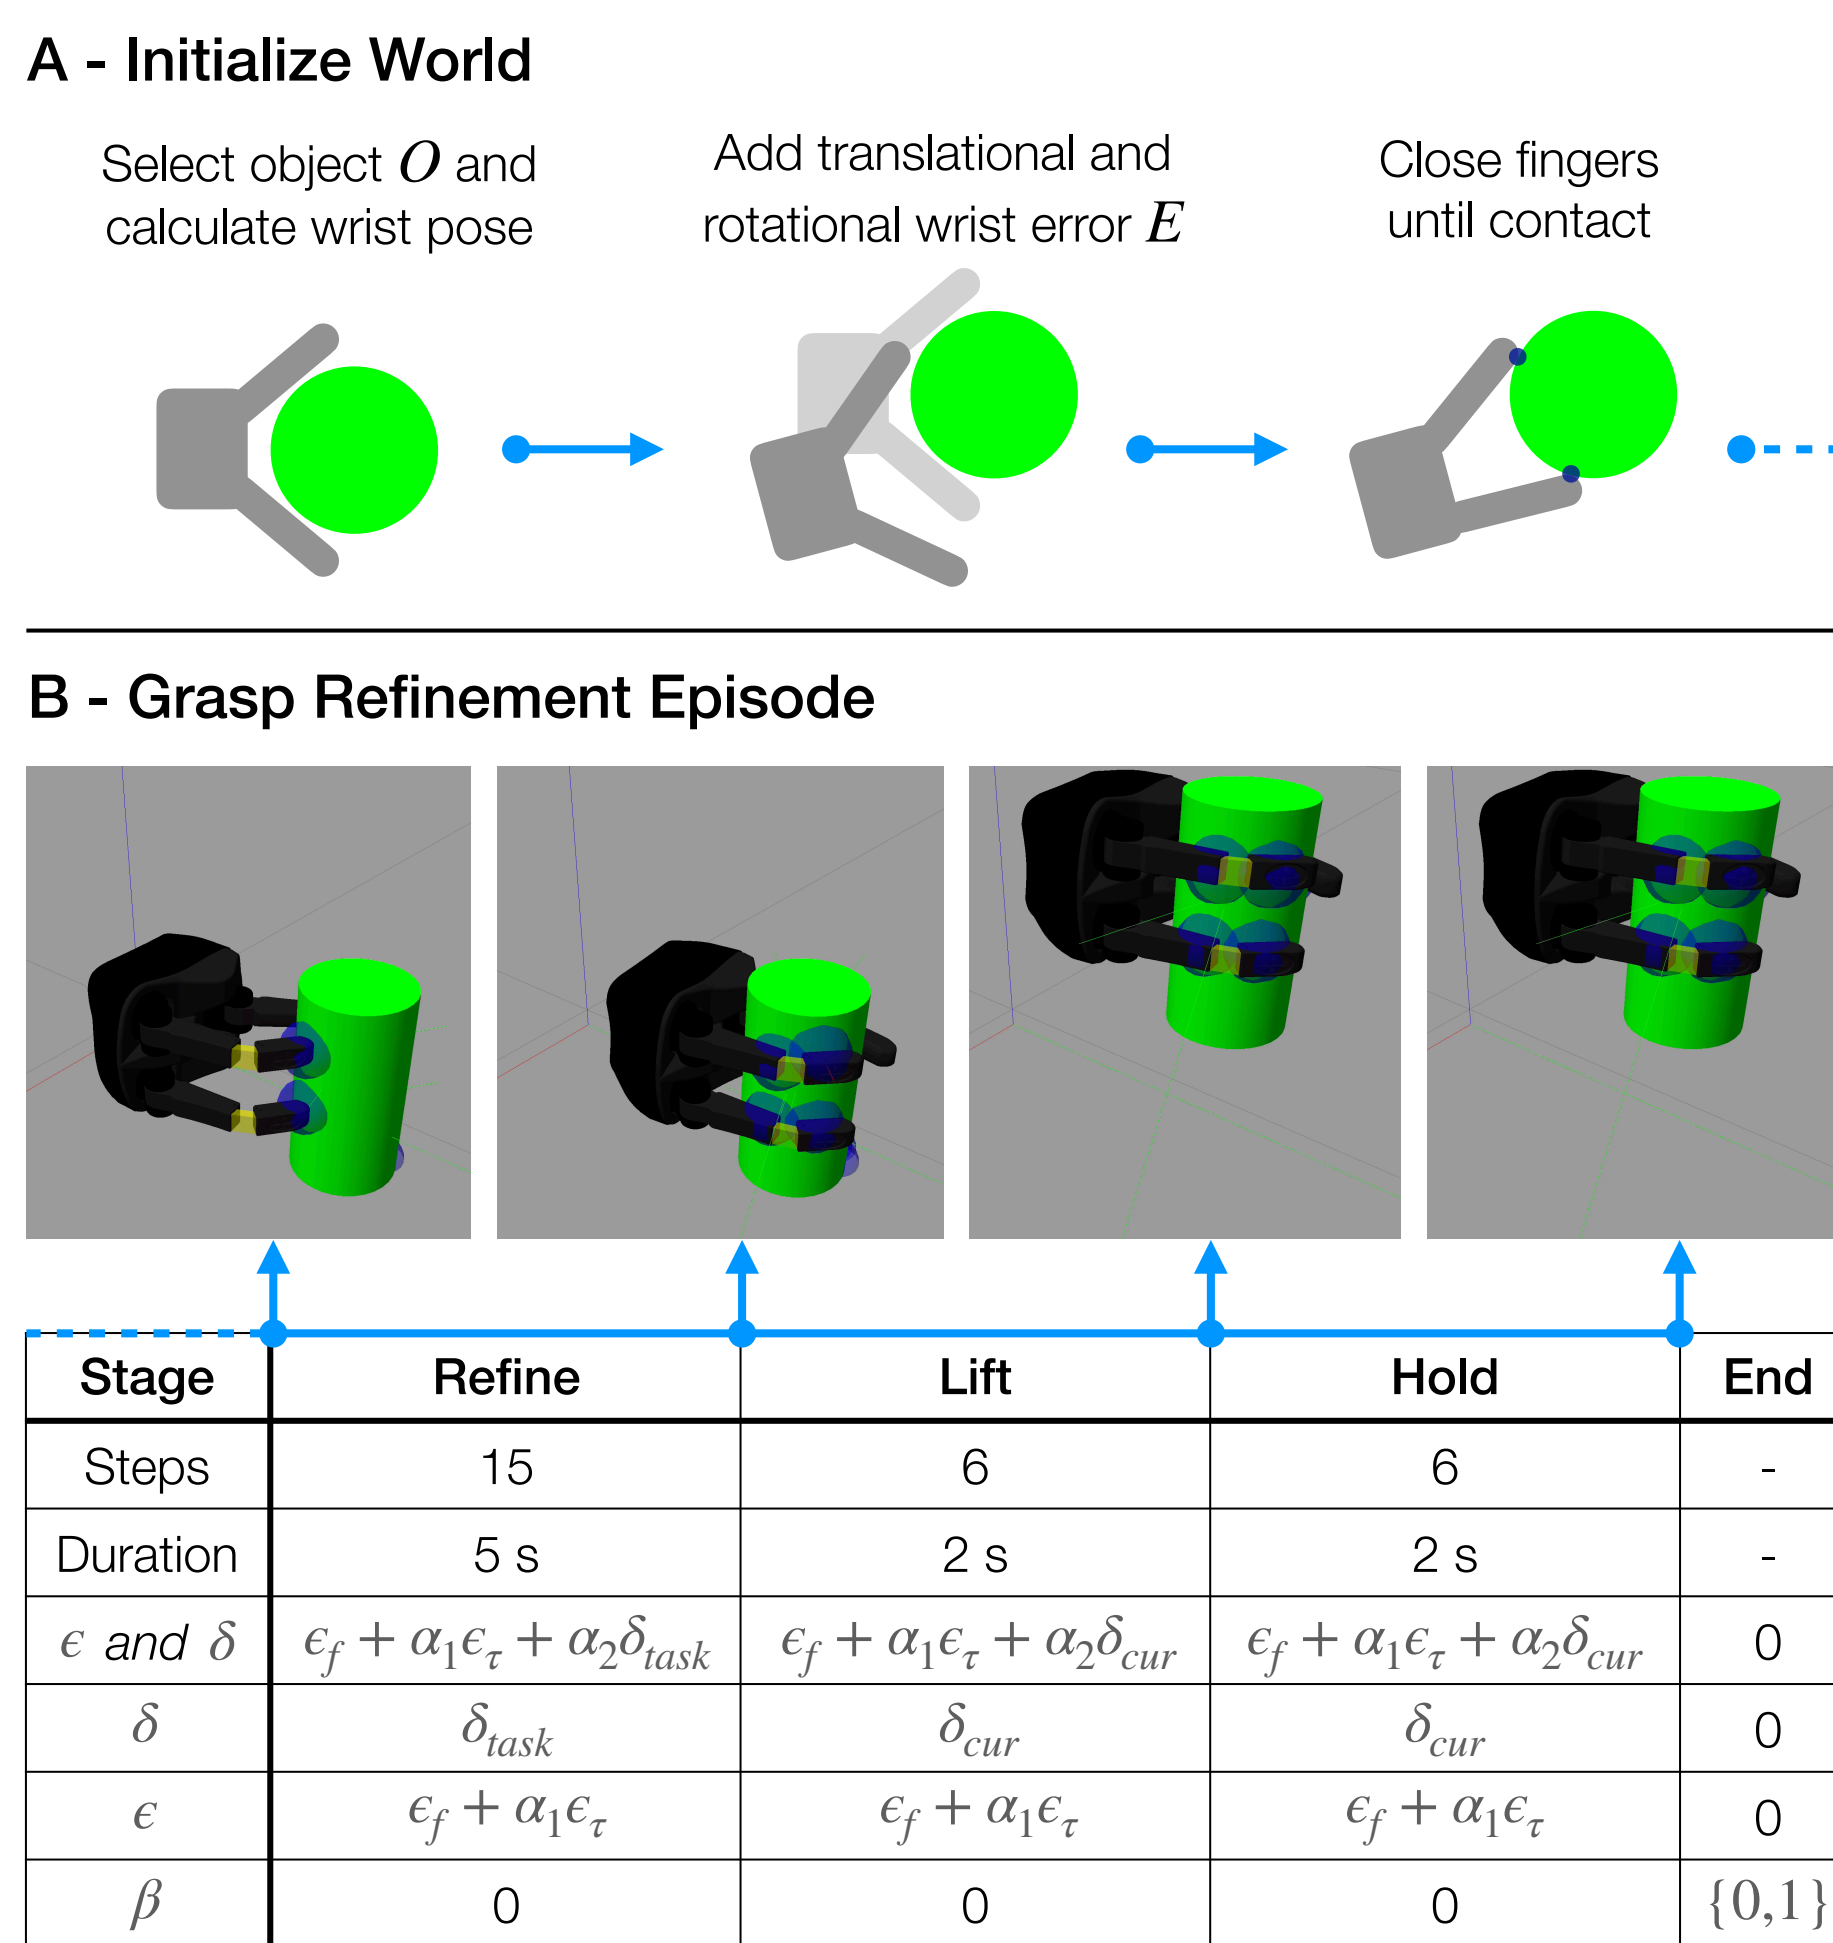 A - Initialize World
Select object O and
calculate wrist pose
Add translational and
rotational wrist error E
Close fingers
until contact
B - Grasp Refinement Episode
Stage Refine Lift Hold End
Steps 15 6 6 -
Duration 5 s 2 s 2 s -
ϵ and δ ϵ_f + α_1ϵ_τ + α_2δ_task ϵ_f + α_1ϵ_τ + α_2δ_cur ϵ_f + α_1ϵ_τ + α_2δ_cur 0
δ δ_task δ_cur δ_cur 0
ϵ ϵ_f + α_1ϵ_τ ϵ_f + α_1ϵ_τ ϵ_f + α_1ϵ_τ 0
β 0 0 0 {0,1}